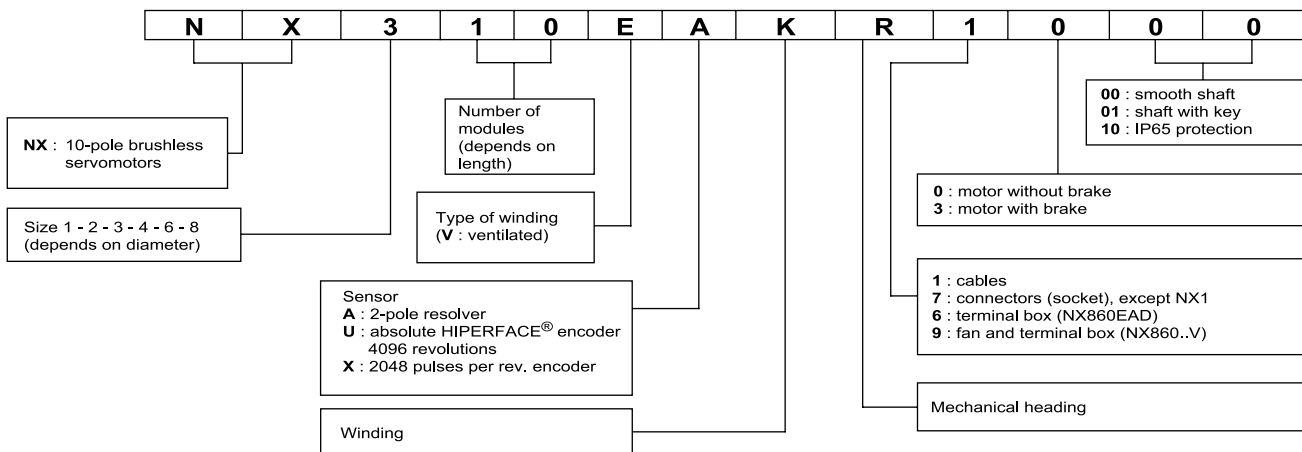 N X 3 1 0 E A K R 1 0 0 0
NX : 10-pole brushless
servomotors
Size 1 - 2 - 3 - 4 - 6 - 8
(depends on diameter)
Number of
modules
(depends on
length)
Type of winding
(V : ventilated)
Sensor
A : 2-pole resolver
U : absolute HIPERFACE® encoder
4096 revolutions
X : 2048 pulses per rev. encoder
Winding
00 : smooth shaft
01 : shaft with key
10 : IP65 protection
0 : motor without brake
3 : motor with brake
1 : cables
7 : connectors (socket), except NX1
6 : terminal box (NX860EAD)
9 : fan and terminal box (NX860..V)
Mechanical heading